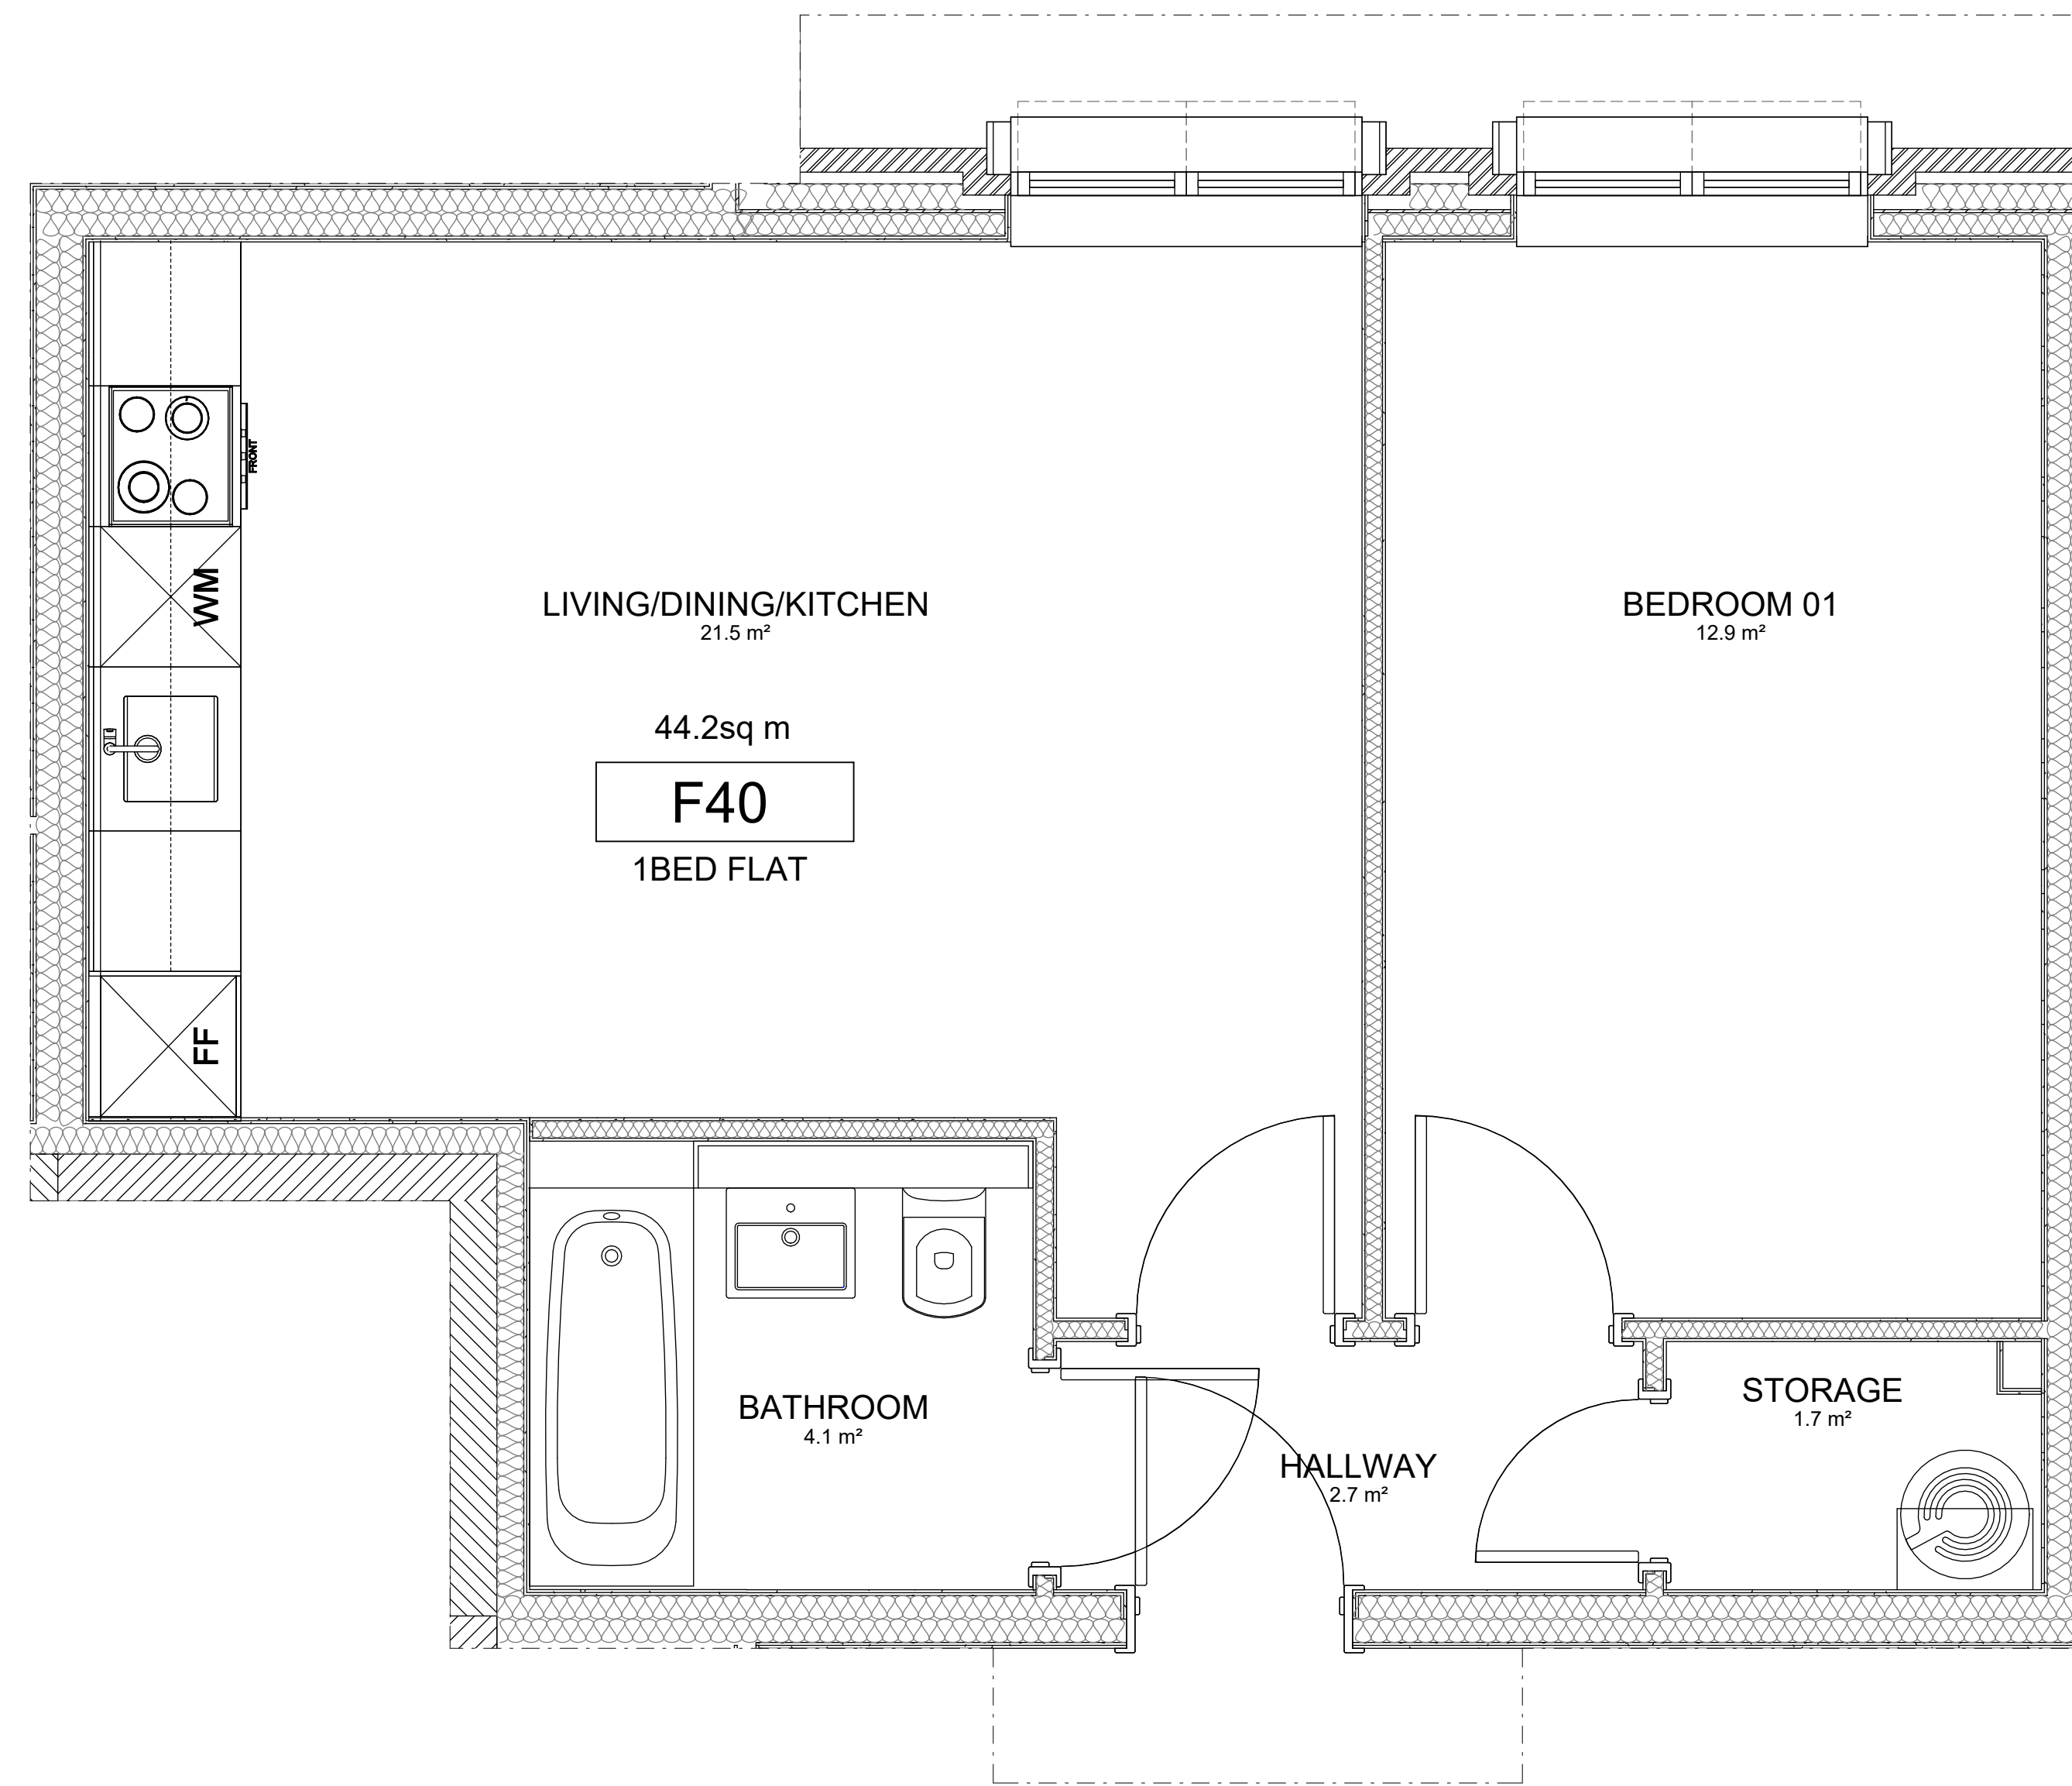 FRONT
WM
LIVING/DINING/KITCHEN
21.5 m²
BEDROOM 01
12.9 m²
44.2sq m
F40
1BED FLAT
FF
BATHROOM
4.1 m²
HALLWAY
2.7 m²
STORAGE
1.7 m²